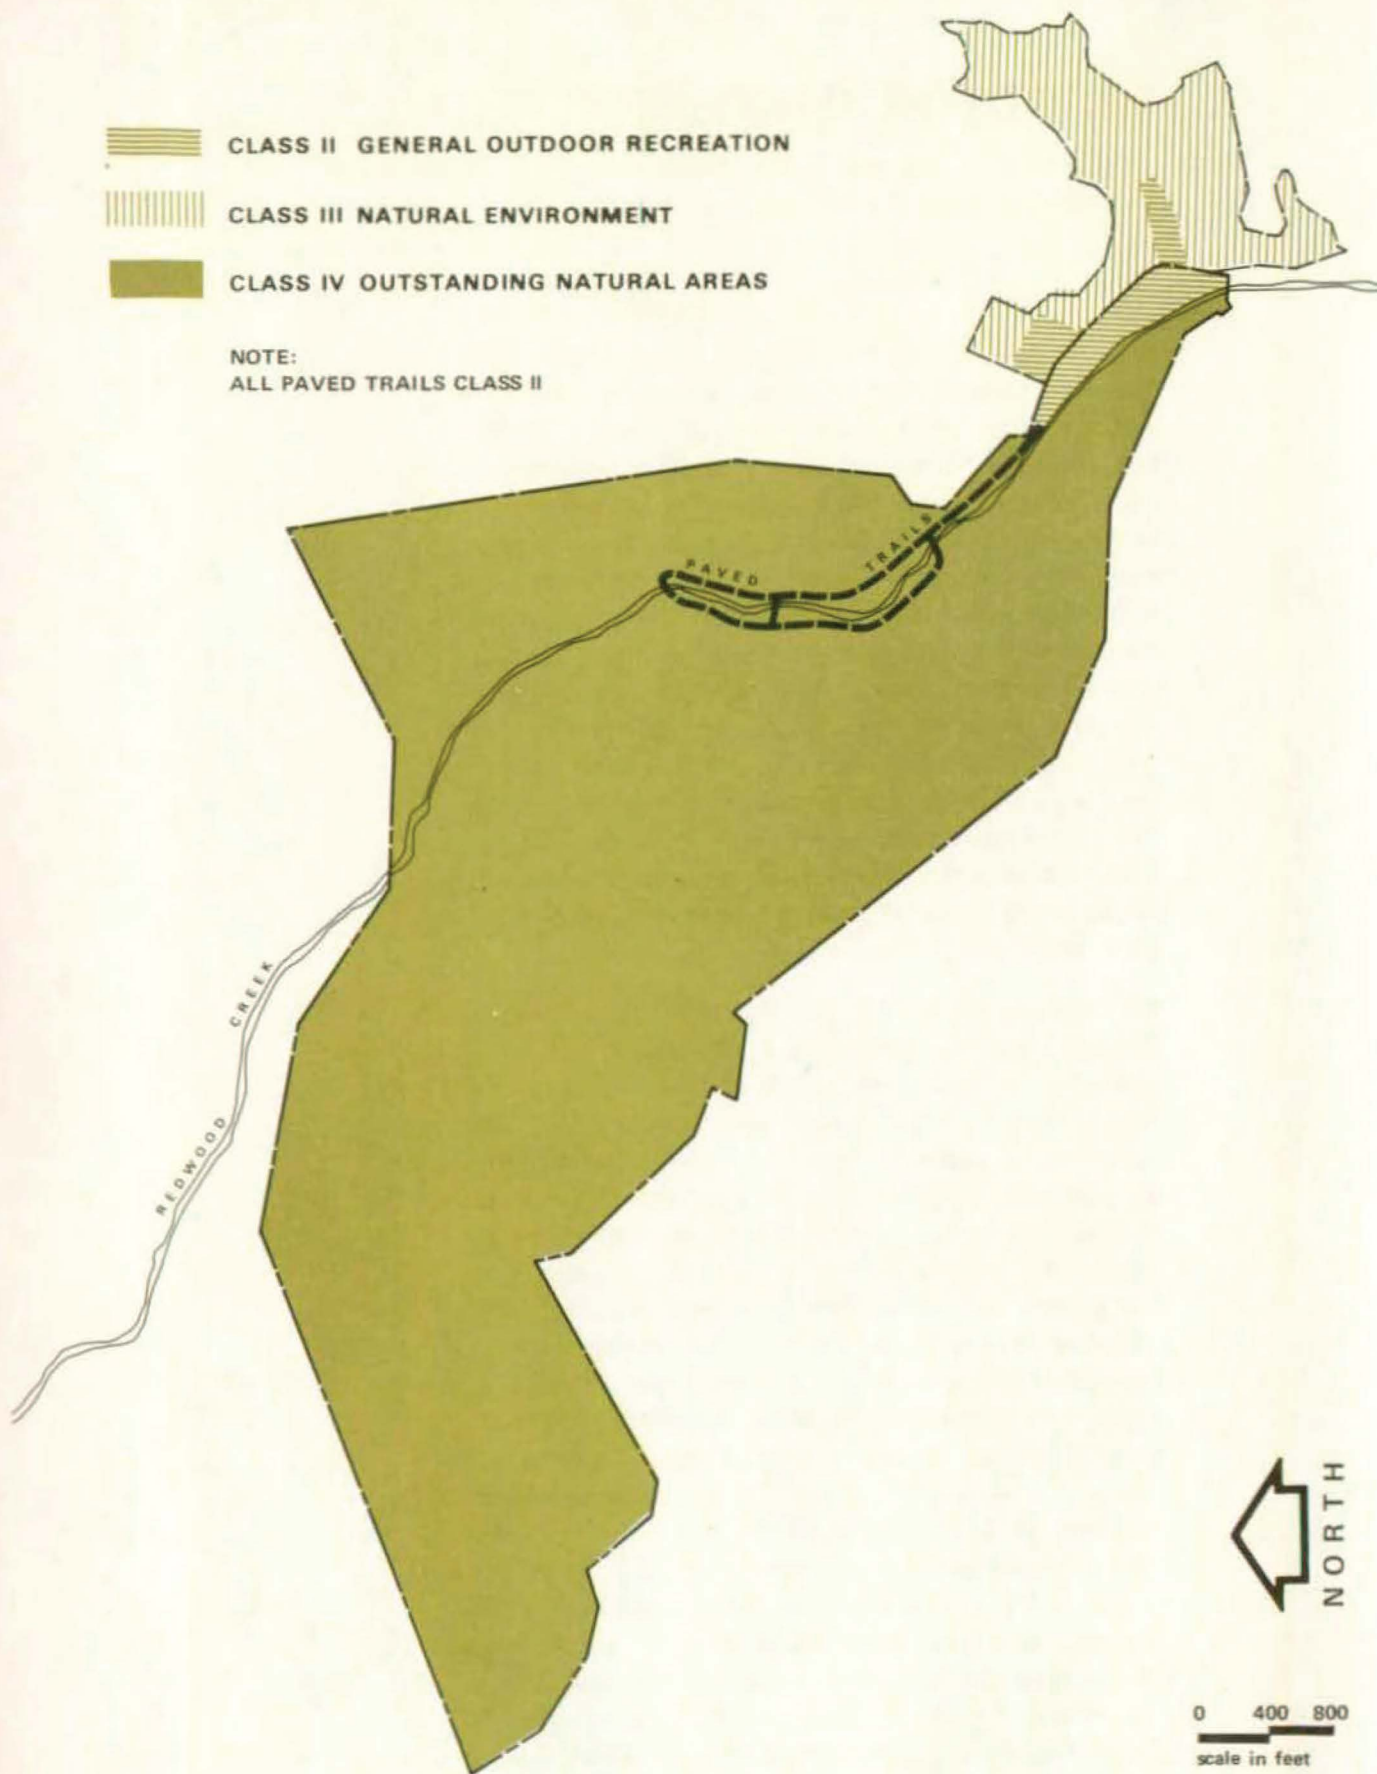 CLASS II GENERAL OUTDOOR RECREATION
CLASS III NATURAL ENVIRONMENT
CLASS IV OUTSTANDING NATURAL AREAS
NOTE:
ALL PAVED TRAILS CLASS II
PAVED TRAILS
REDWOOD CREEK
NORTH
0 400 800
scale in feet